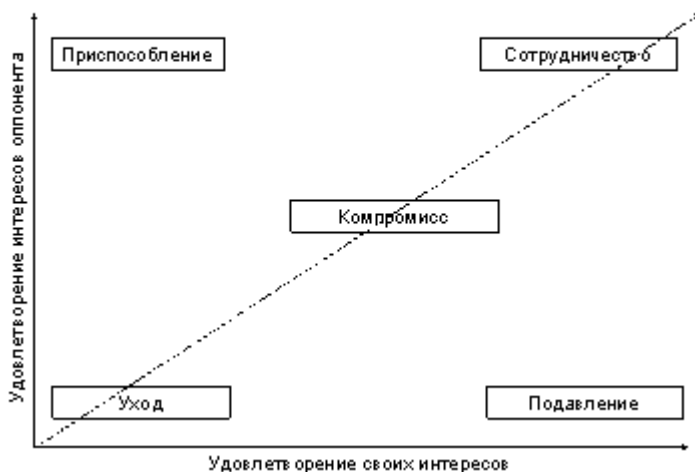 Удовлетворение интересов оппонента
Приспособление
Сотрудничество
Компромисс
Уход
Подавление
Удовлетворение своих интересов